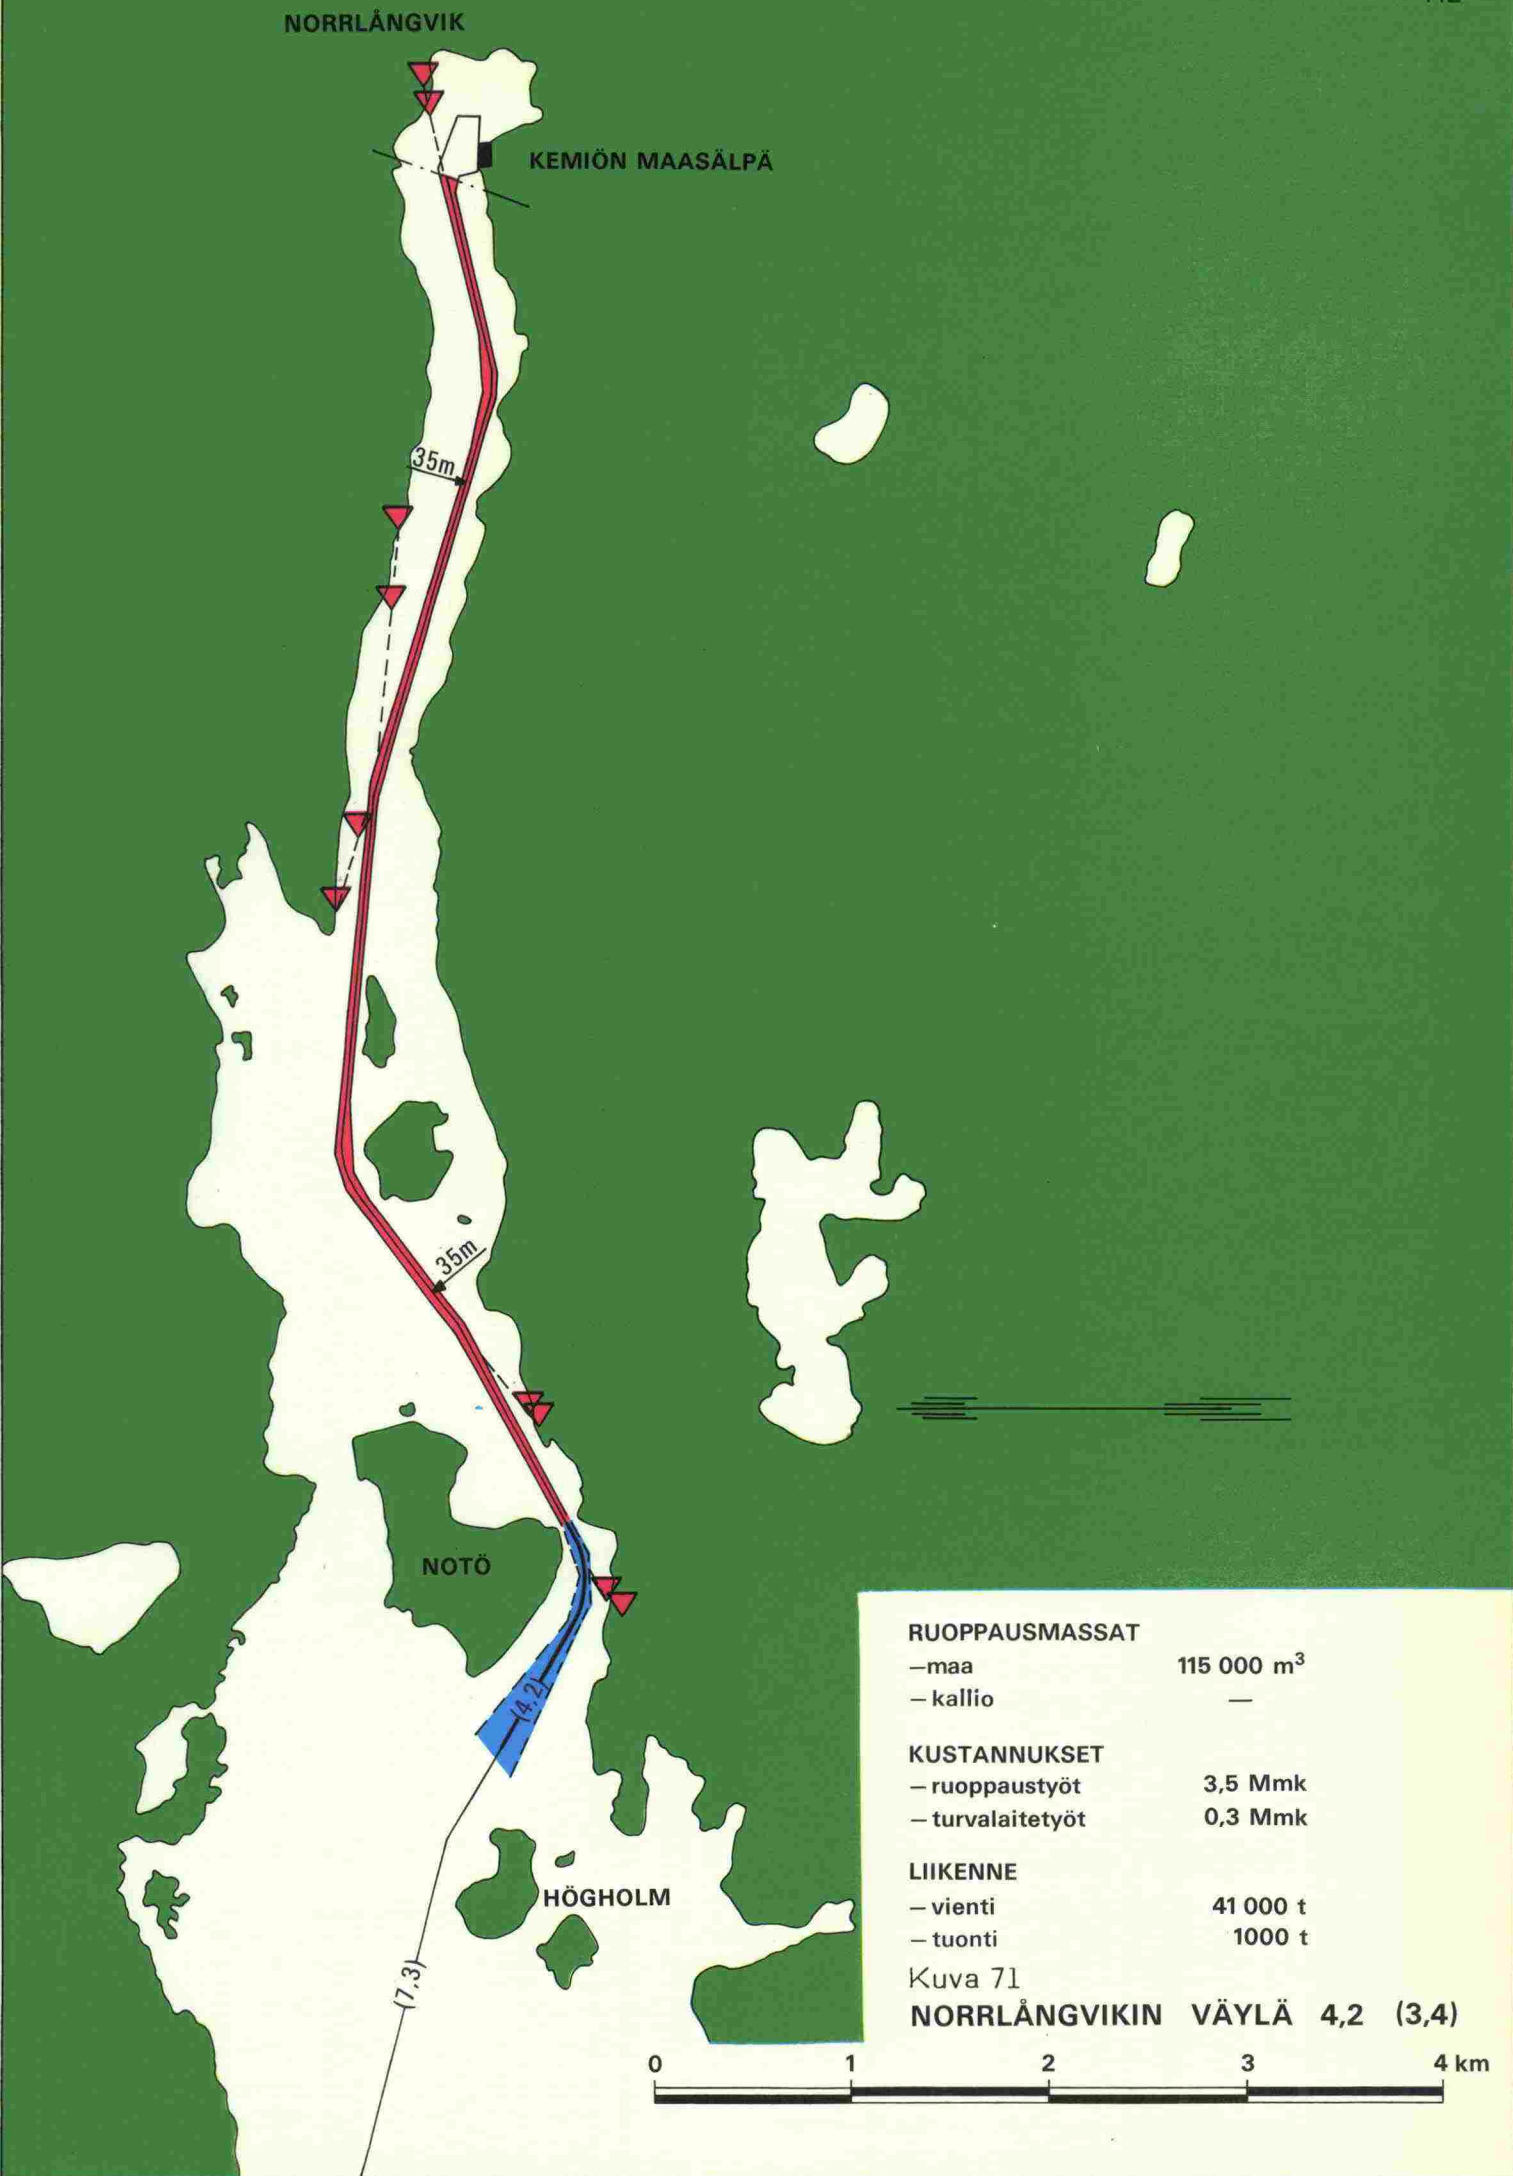 NORRLÅNGVIK
KEMIÖN MAASÄLPÄ
35m
35m
NOTÖ
(4,2)
HÖGHOLM
(7,3)
RUOPPAUSMASSAT
—maa 115 000 m³
— kallio —
KUSTANNUKSET
— ruoppaustyöt 3,5 Mmk
— turvalaitetyöt 0,3 Mmk
LIIKENNE
— vienti 41 000 t
— tuonti 1000 t
Kuva 71
NORRLÅNGVIKIN VÄYLÄ 4,2 (3,4)
0 1 2 3 4 km